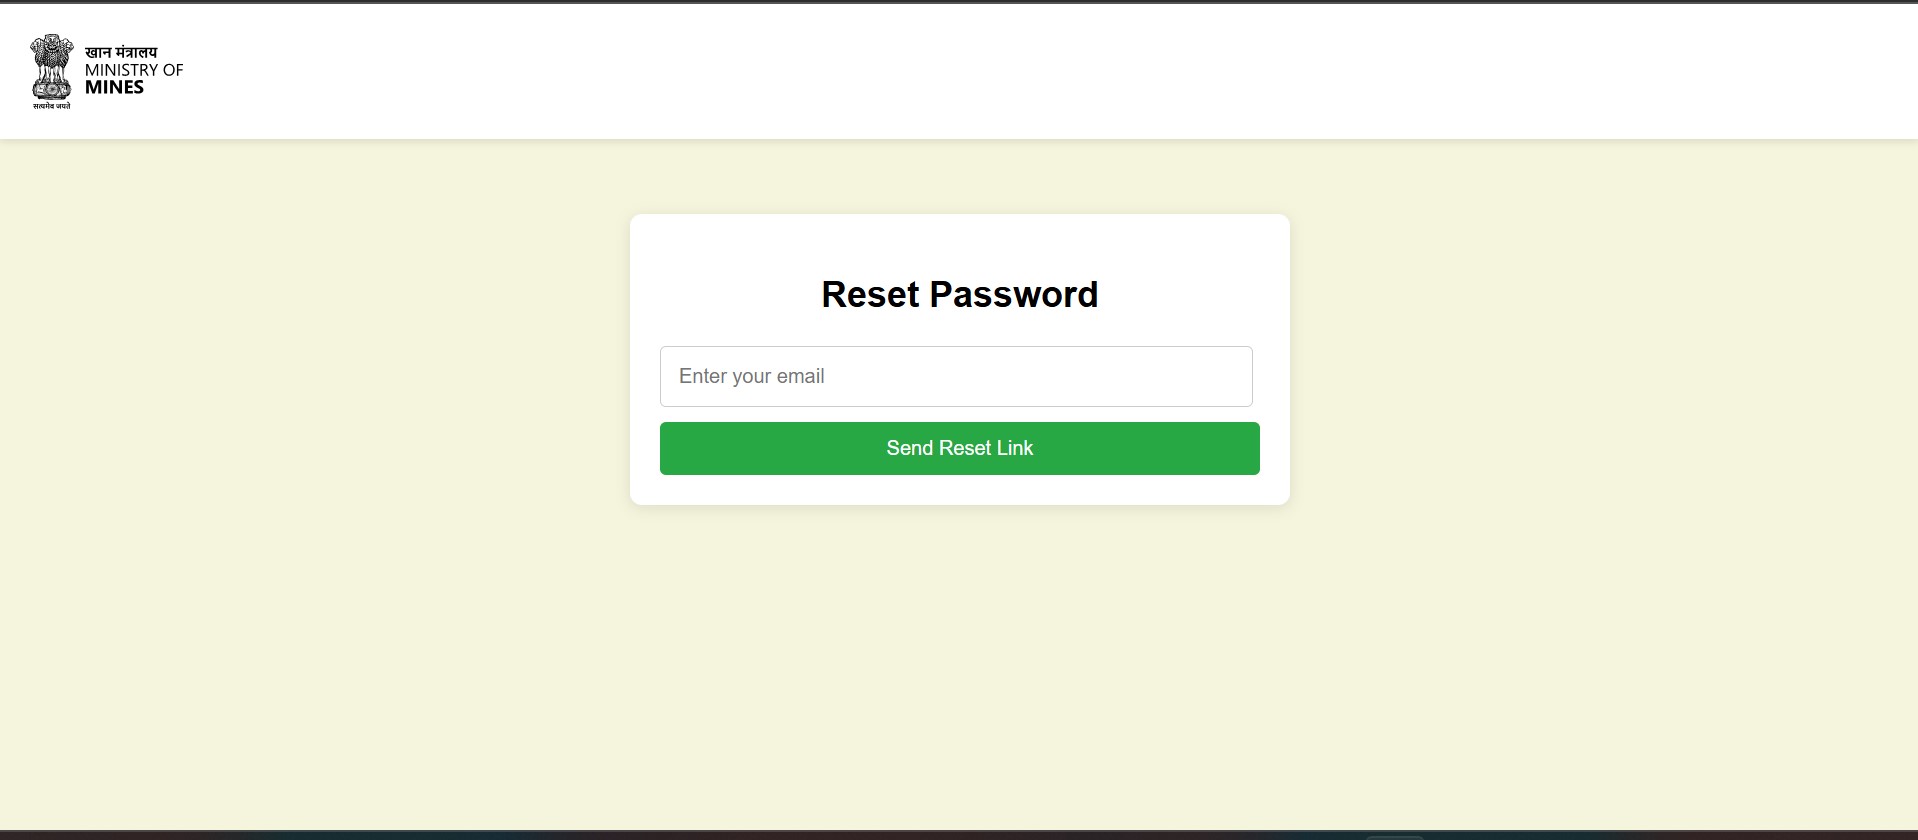 खान मंत्रालय
MINISTRY OF
MINES
सत्यमेव जयते
Reset Password
Enter your email
Send Reset Link